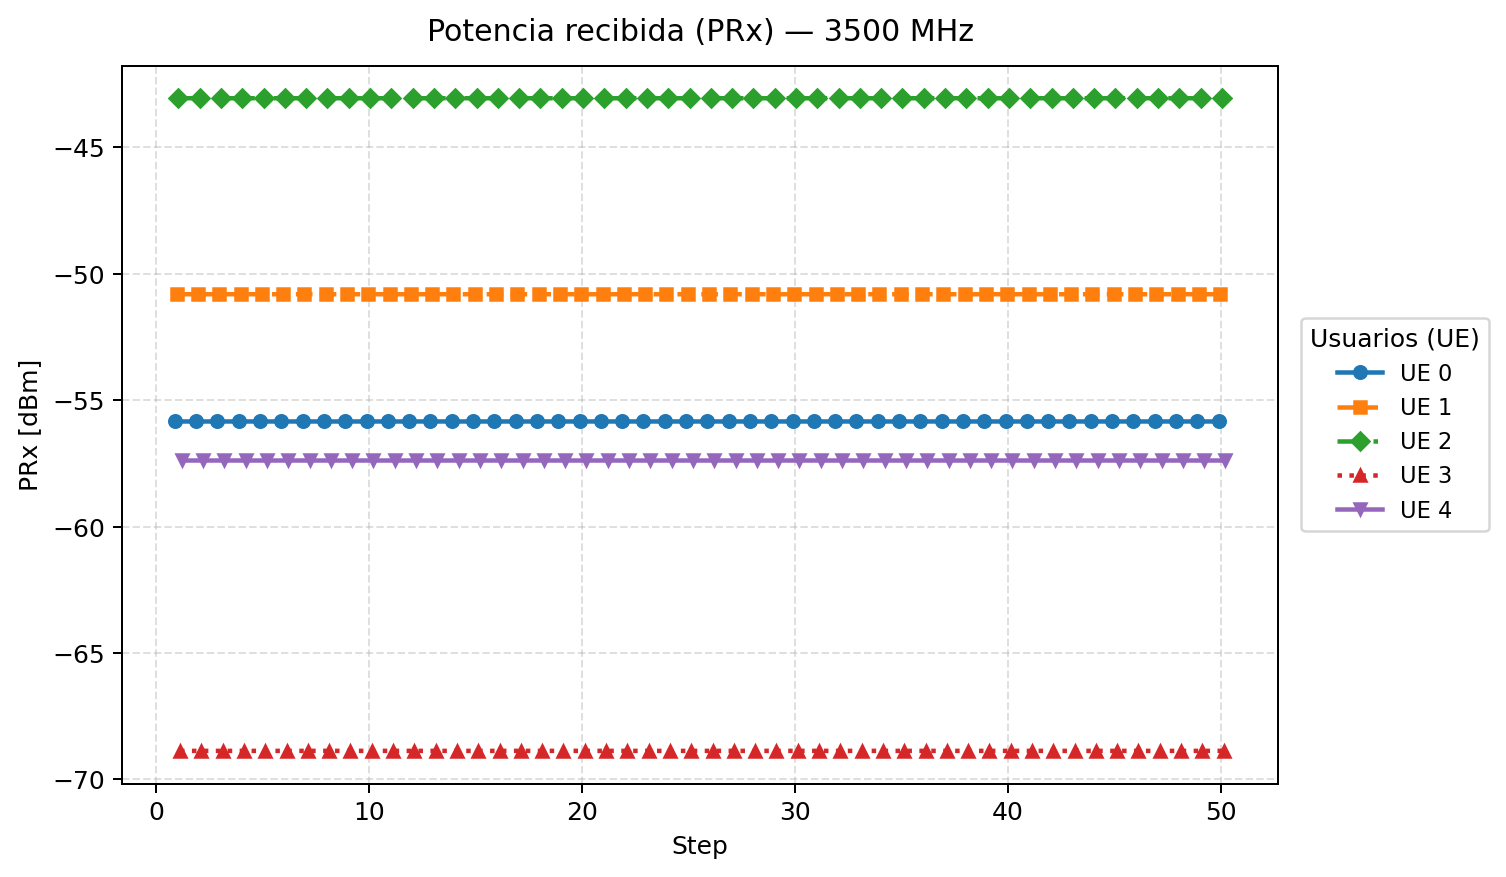 Potencia recibida (PRx) — 3500 MHz
PRx [dBm]
−45
−50
−55
−60
−65
−70
0 10 20 30 40 50
Step
Usuarios (UE)
UE 0
UE 1
UE 2
UE 3
UE 4